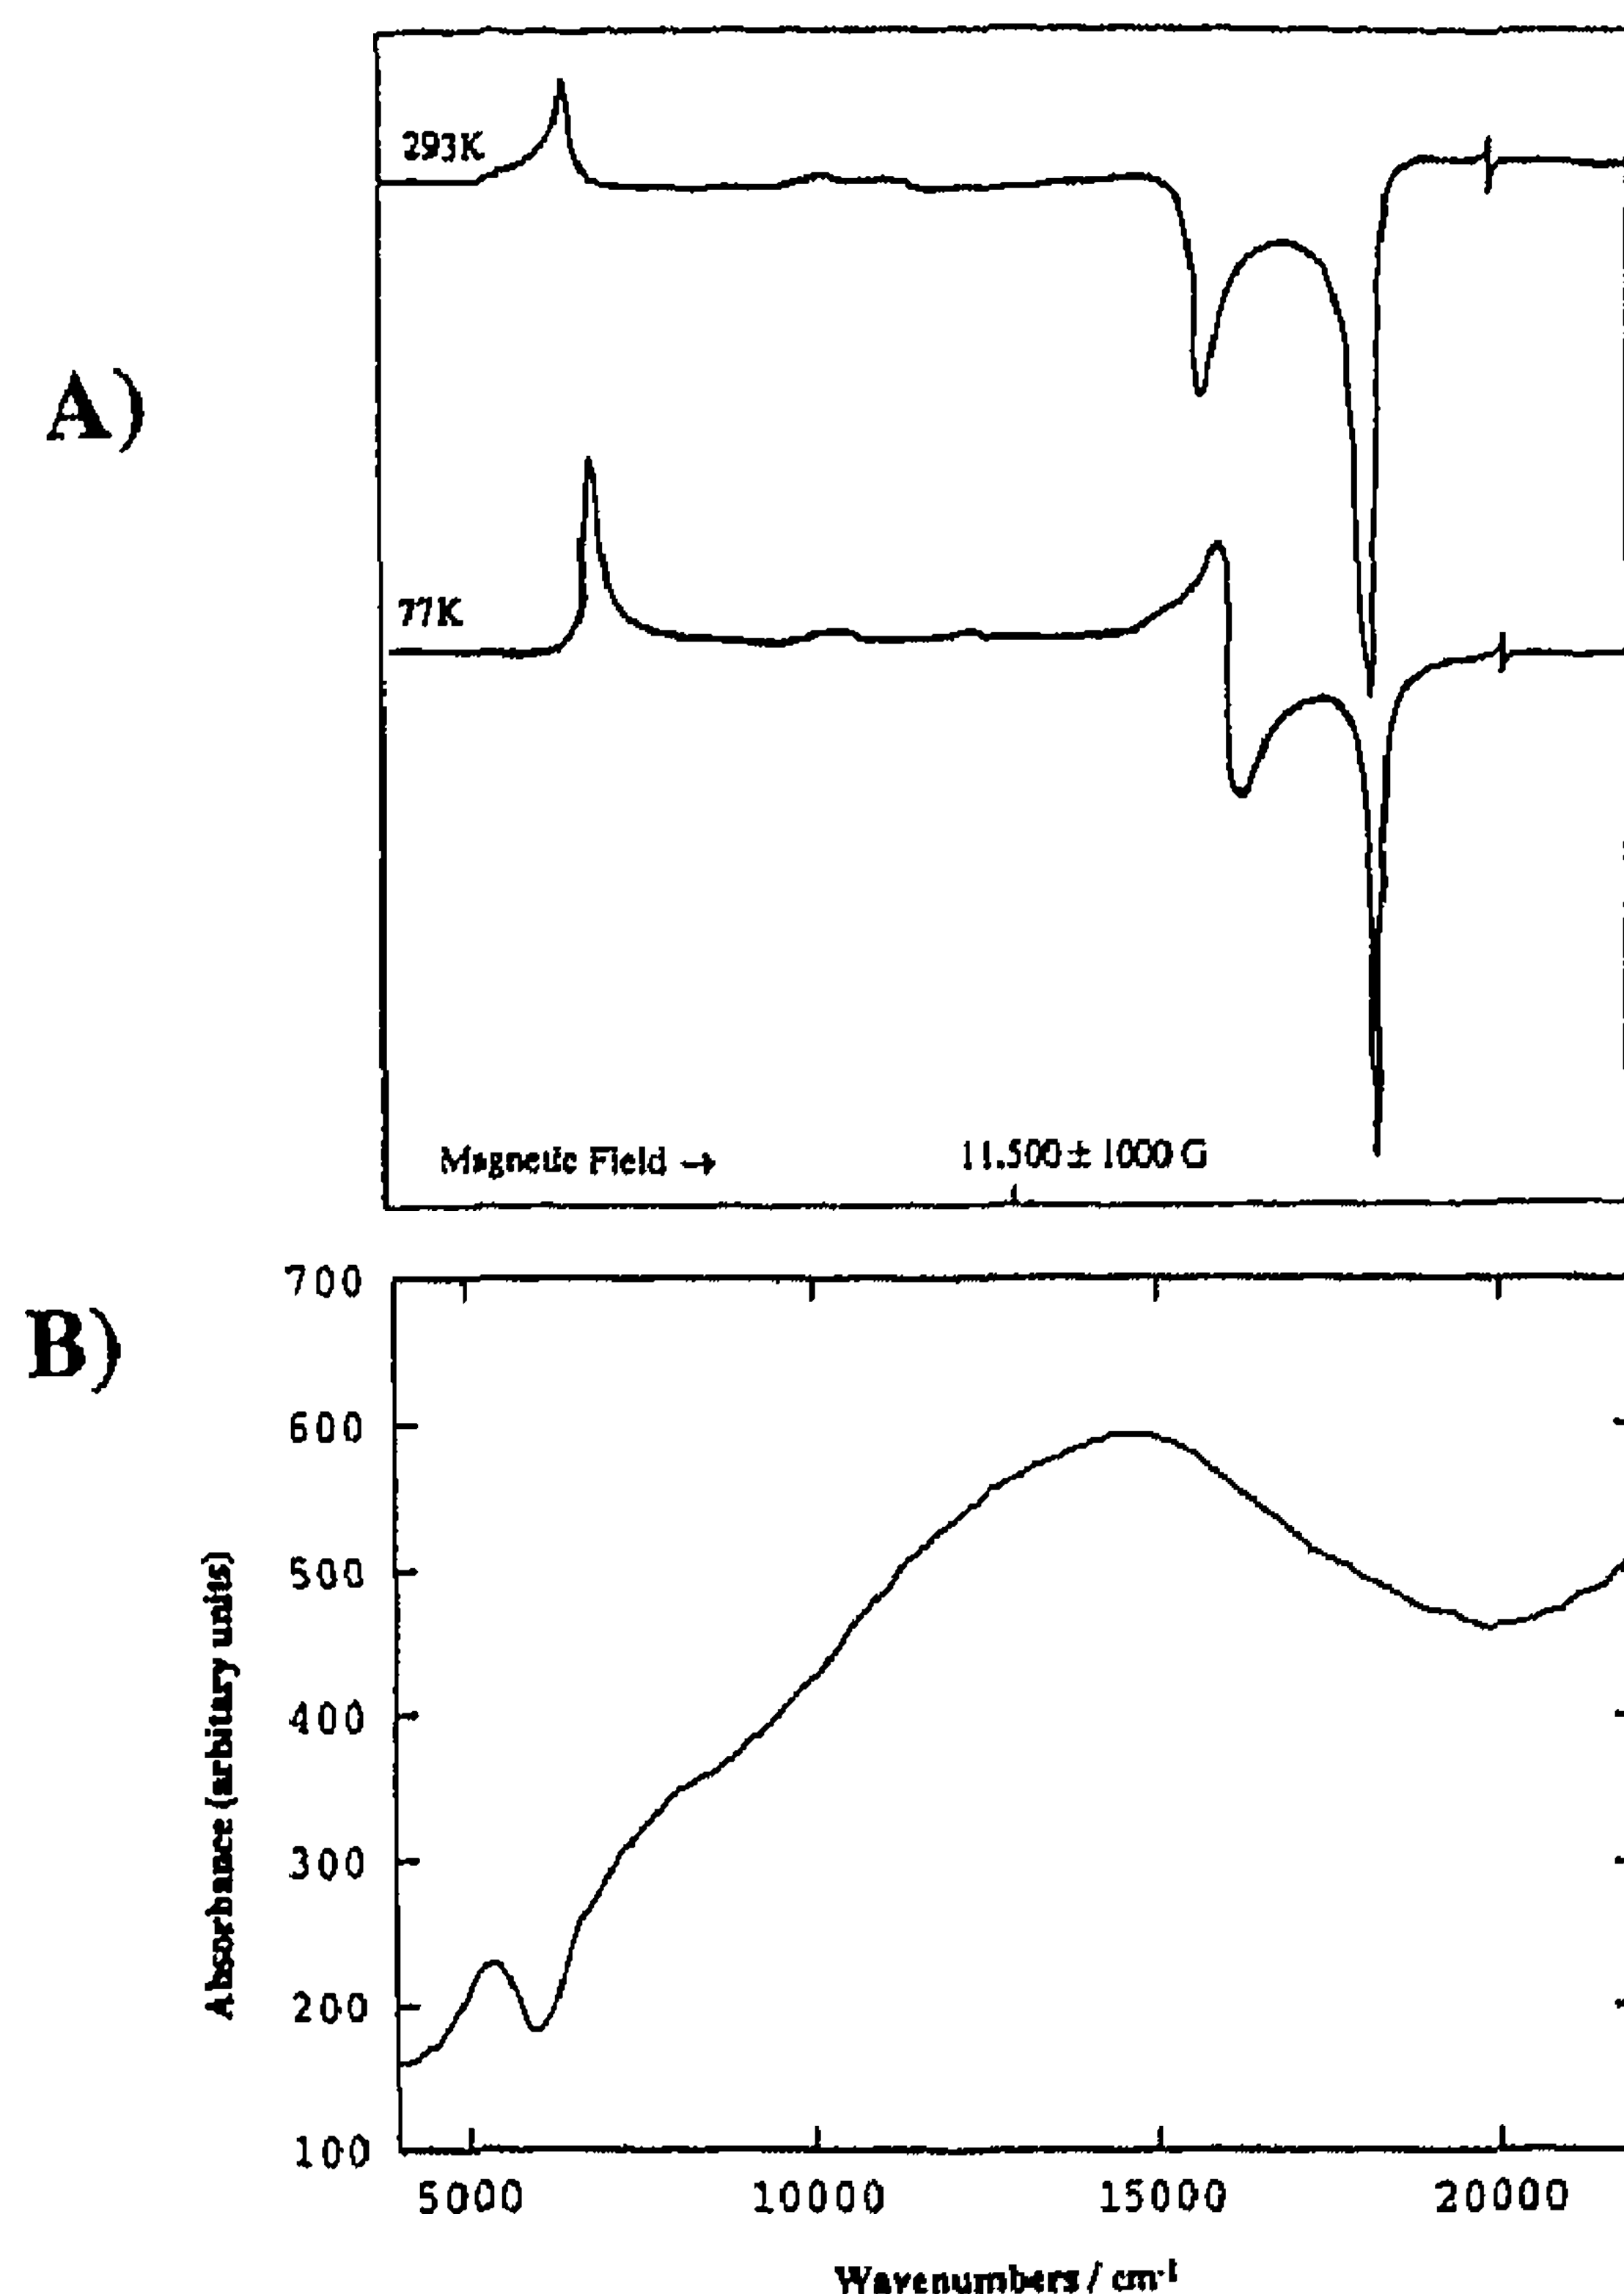 A)
293K
77K
Magnetic Field →
11.500 ± 1000 G
B)
700
600
500
400
300
200
100
Absorbance (arbitary units)
5000 10000 15000 20000
Wavenumbers / cm⁻¹